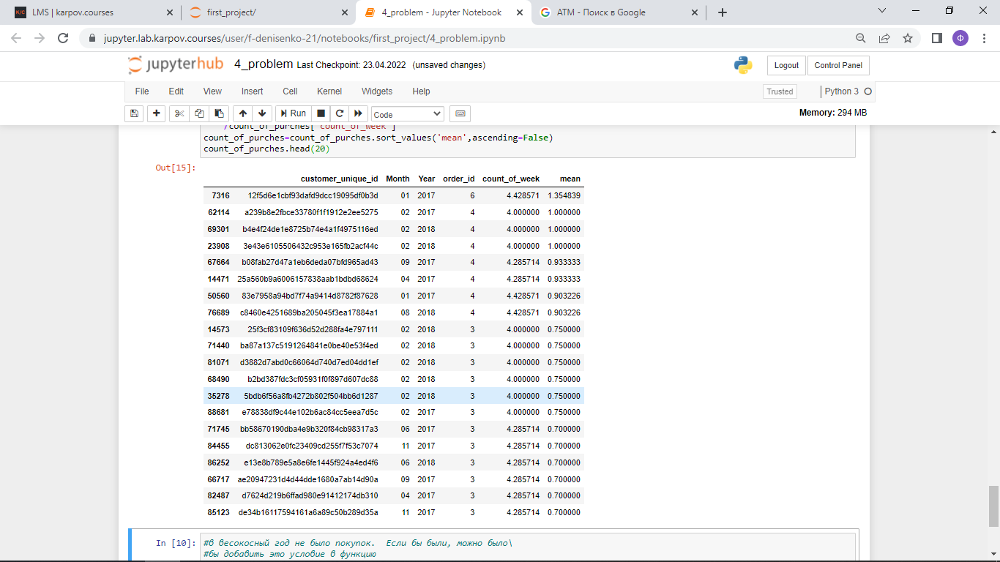 LMS | karpov.courses
first_project/
4_problem - Jupyter Notebook
ATM - Поиск в Google
jupyter.lab.karpov.courses/user/f-denisenko-21/notebooks/first_project/4_problem.ipynb
Ф
jupyterhub 4_problem Last Checkpoint: 23.04.2022 (unsaved changes)
Logout Control Panel
File Edit View Insert Cell Kernel Widgets Help
Trusted Python 3
Run Code Memory: 294 MB
/count_of_purches['count_of_week']
count_of_purches=count_of_purches.sort_values('mean',ascending=False)
count_of_purches.head(20)
Out[15]:
customer_unique_id Month Year order_id count_of_week mean
7316 12f5d6e1cbf93dafd9dcc19095df0b3d 01 2017 6 4.428571 1.354839
62114 a239b8e2fbce33780f1f1912e2ee5275 02 2017 4 4.000000 1.000000
69301 b4e4f24de1e8725b74e4a1f4975116ed 02 2018 4 4.000000 1.000000
23908 3e43e6105506432c953e165fb2acf44c 02 2018 4 4.000000 1.000000
67664 b08fab27d47a1eb6deda07bfd965ad43 09 2017 4 4.285714 0.933333
14471 25a560b9a6006157838aab1bdbd68624 04 2017 4 4.285714 0.933333
50560 83e7958a94bd7f74a9414d8782f87628 01 2017 4 4.428571 0.903226
76689 c8460e4251689ba205045f3ea17884a1 08 2018 4 4.428571 0.903226
14573 25f3cf83109f636d52d288fa4e797111 02 2018 3 4.000000 0.750000
71440 ba87a137c5191264841e0be40e53f4ed 02 2018 3 4.000000 0.750000
81071 d3882d7abd0c66064d740d7ed04dd1ef 02 2018 3 4.000000 0.750000
68490 b2bd387fdc3cf05931f0f897d607dc88 02 2018 3 4.000000 0.750000
35278 5bdb6f56a8fb4272b802f504bb6d1287 02 2018 3 4.000000 0.750000
88681 e78838df9c44e102b6ac84cc5eea7d5c 02 2017 3 4.000000 0.750000
71745 bb58670190dba4e9b320f84cb98317a3 06 2017 3 4.285714 0.700000
84455 dc813062e0fc23409cd255f7f53c7074 11 2017 3 4.285714 0.700000
86252 e13e8b789e5a8e6fe1445f924a4ed4f6 06 2018 3 4.285714 0.700000
66717 ae20947231d4d44dde1680a7ab14d90a 09 2017 3 4.285714 0.700000
82487 d7624d219b6ffad980e91412174db310 04 2017 3 4.285714 0.700000
85123 de34b16117594161a6a89c50b289d35a 11 2017 3 4.285714 0.700000
In [10]: #в весокосный год не было покупок. Если бы были, можно было\
#бы добавить это условие в функцию